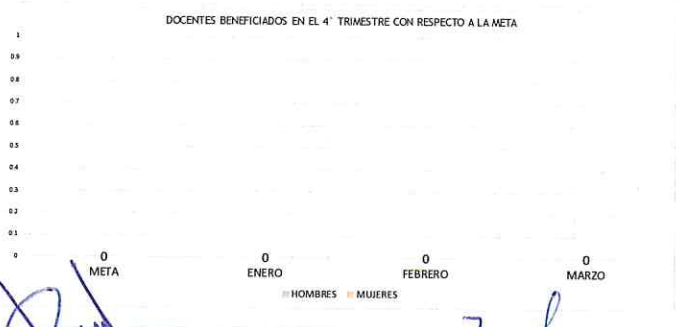 DOCENTES BENEFICIADOS EN EL 4° TRIMESTRE CON RESPECTO A LA META
1
0.9
0.8
0.7
0.6
0.5
0.4
0.3
0.2
0.1
0
0 0 0 0
META ENERO FEBRERO MARZO
HOMBRES MUJERES